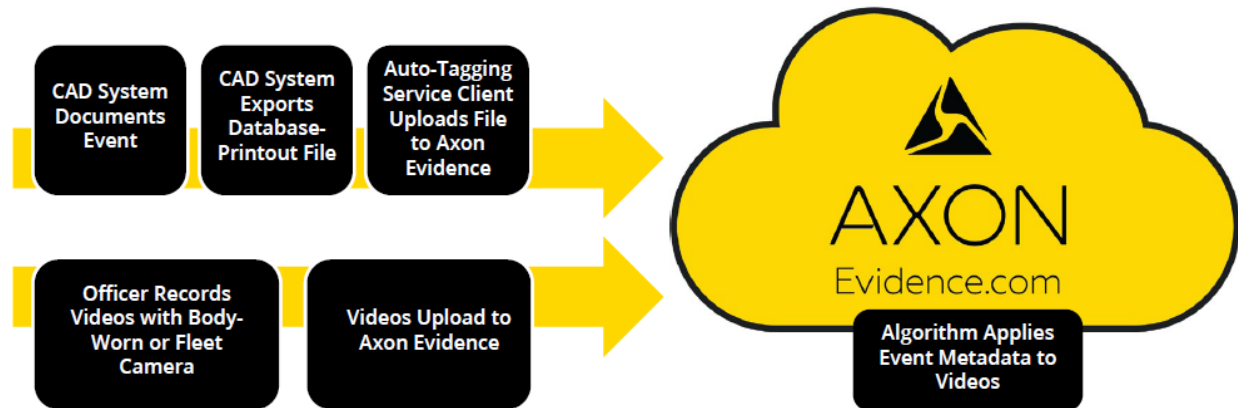 CAD System
Documents
Event
CAD System
Exports
Database-
Printout File
Auto-Tagging
Service Client
Uploads File
to Axon
Evidence
Officer Records
Videos with Body-
Worn or Fleet
Camera
Videos Upload to
Axon Evidence
AXON
Evidence.com
Algorithm Applies
Event Metadata to
Videos